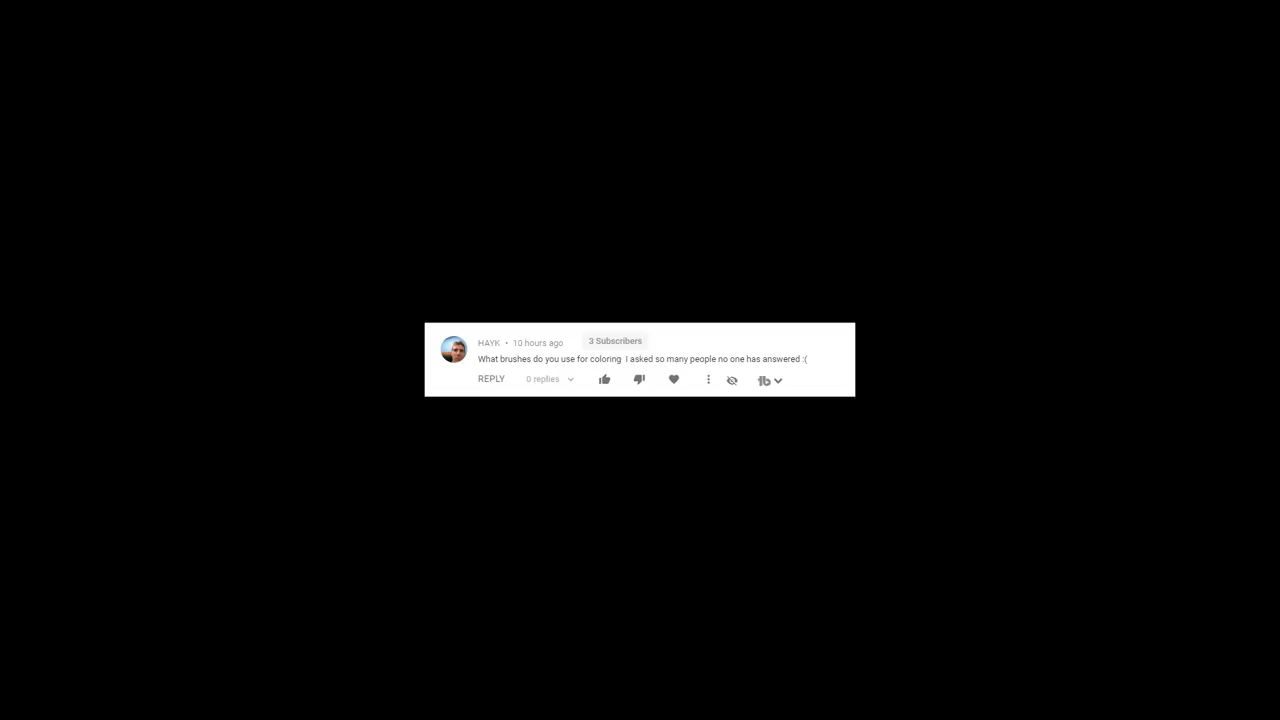 HAYK • 10 hours ago 3 Subscribers
What brushes do you use for coloring  I asked so many people no one has answered :(
REPLY 0 replies